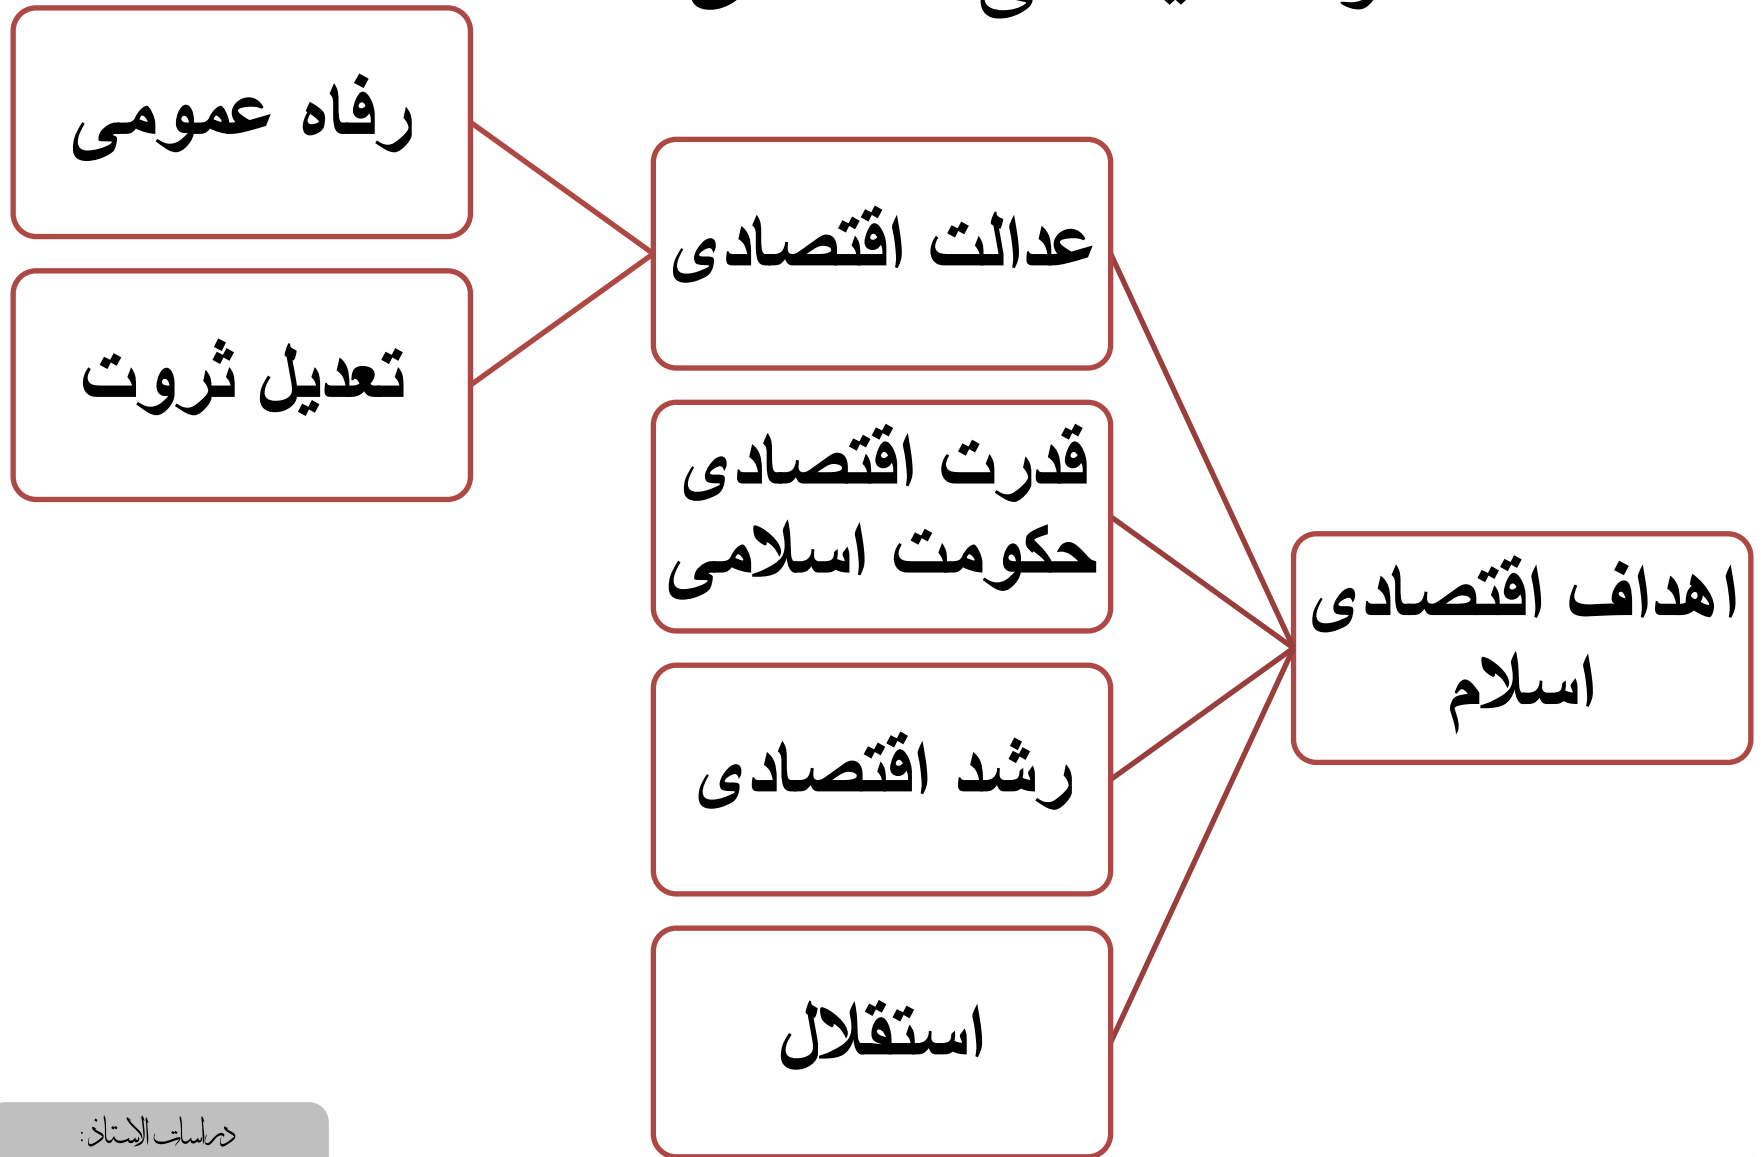 اهداف اقتصادی
اسلام
عدالت اقتصادی
رفاه عمومی
تعدیل ثروت
قدرت اقتصادی
حکومت اسلامی
رشد اقتصادی
استقلال
دراسات الاستاذ :